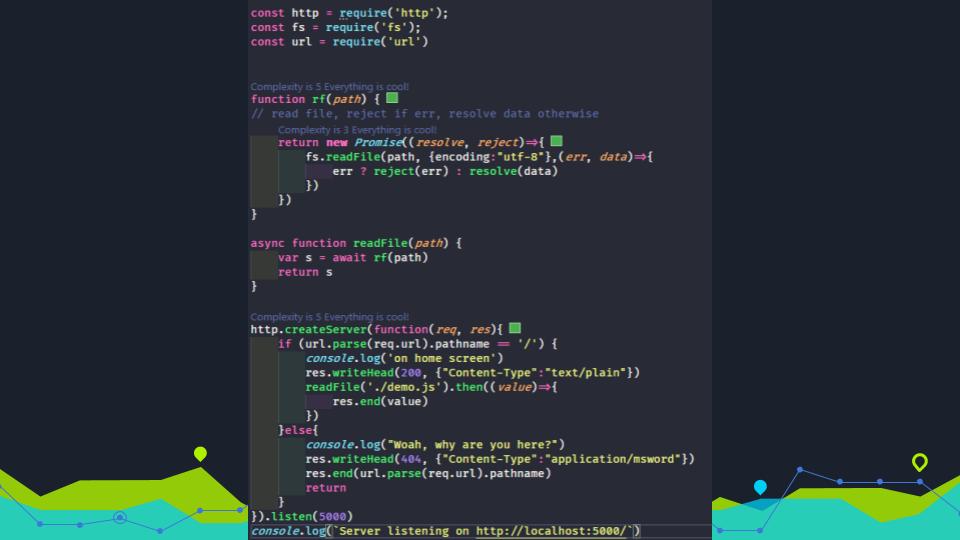 const http = require('http');
const fs = require('fs');
const url = require('url')
Complexity is 5 Everything is cool!
function rf(path) {
// read file, reject if err, resolve data otherwise
Complexity is 3 Everything is cool!
return new Promise((resolve, reject)=>{
fs.readFile(path, {encoding:"utf-8"},(err, data)=>{
err ? reject(err) : resolve(data)
})
})
}
async function readFile(path) {
var s = await rf(path)
return s
}
Complexity is 5 Everything is cool!
http.createServer(function(req, res){
if (url.parse(req.url).pathname == '/') {
console.log('on home screen')
res.writeHead(200, {"Content-Type":"text/plain"})
readFile('./demo.js').then((value)=>{
res.end(value)
})
}else{
console.log("Woah, why are you here?")
res.writeHead(404, {"Content-Type":"application/msword"})
res.end(url.parse(req.url).pathname)
return
}
}).listen(5000)
console.log(`Server listening on http://localhost:5000/`)